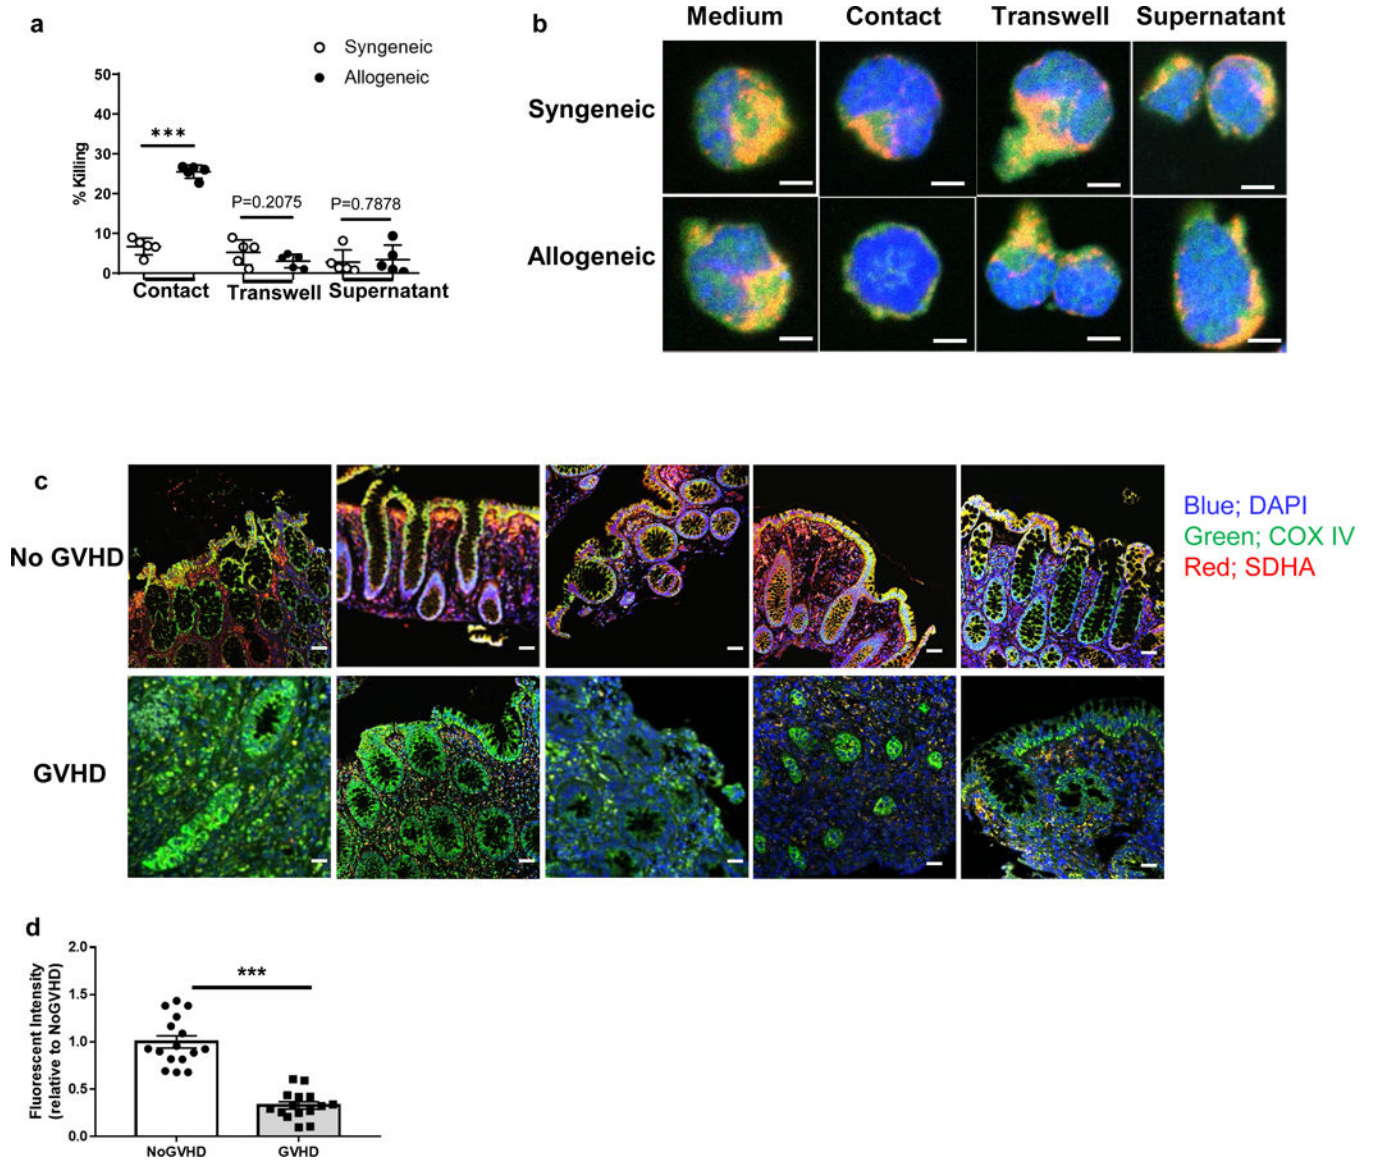 a
Syngeneic
Allogeneic
% Killing
50
40
30
20
10
0
***
P=0.2075
P=0.7878
Contact
Transwell
Supernatant
b
Medium
Contact
Transwell
Supernatant
Syngeneic
Allogeneic
c
No GVHD
GVHD
Blue; DAPI
Green; COX IV
Red; SDHA
d
Fluorescent Intensity
(relative to NoGVHD)
2.0
1.5
1.0
0.5
0.0
***
NoGVHD
GVHD